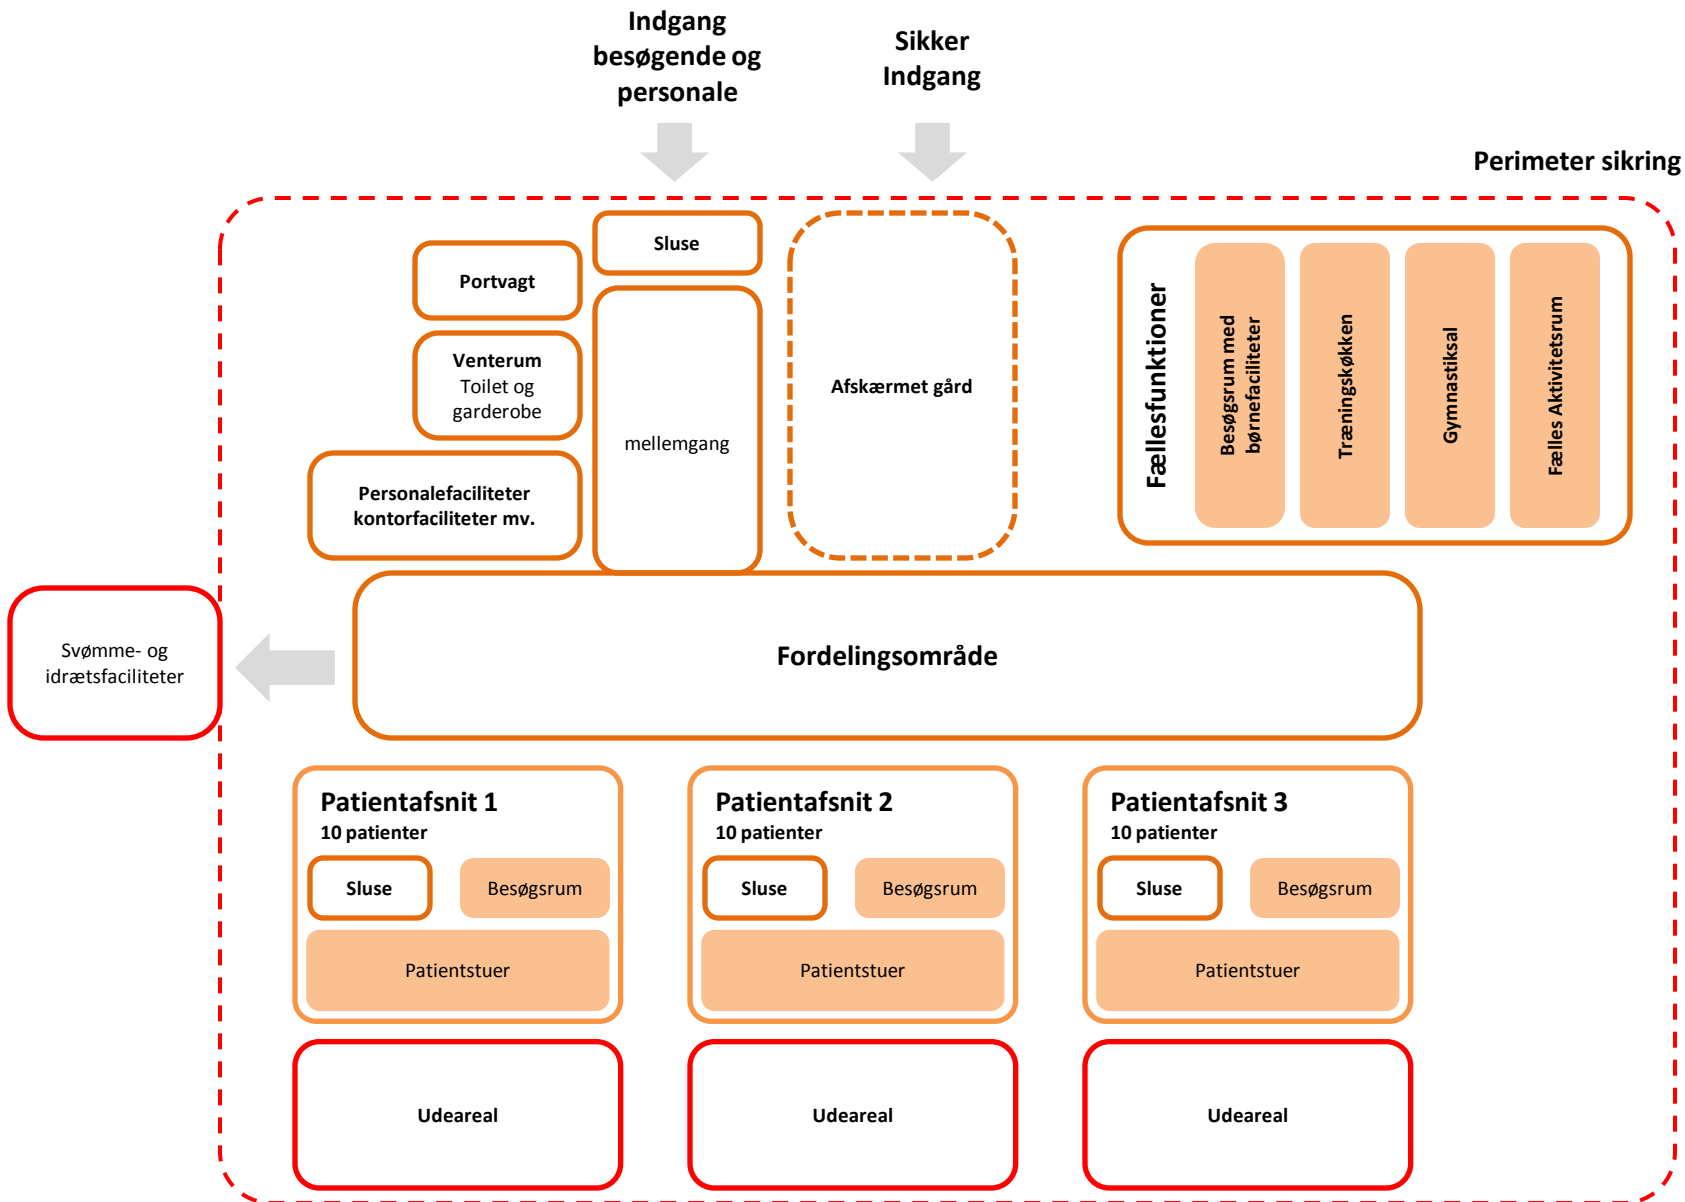 Indgang
besøgende og
personale
Sikker
Indgang
Perimeter sikring
Sluse
Portvagt
Venterum
Toilet og
garderobe
mellemgang
Personalefaciliteter
kontorfaciliteter mv.
Afskærmet gård
Fællesfunktioner
Besøgsrum med
børnefaciliteter
Træningskøkken
Gymnastiksal
Fælles Aktivitetsrum
Svømme- og
idrætsfaciliteter
Fordelingsområde
Patientafsnit 1
10 patienter
Sluse
Besøgsrum
Patientstuer
Patientafsnit 2
10 patienter
Sluse
Besøgsrum
Patientstuer
Patientafsnit 3
10 patienter
Sluse
Besøgsrum
Patientstuer
Udeareal
Udeareal
Udeareal